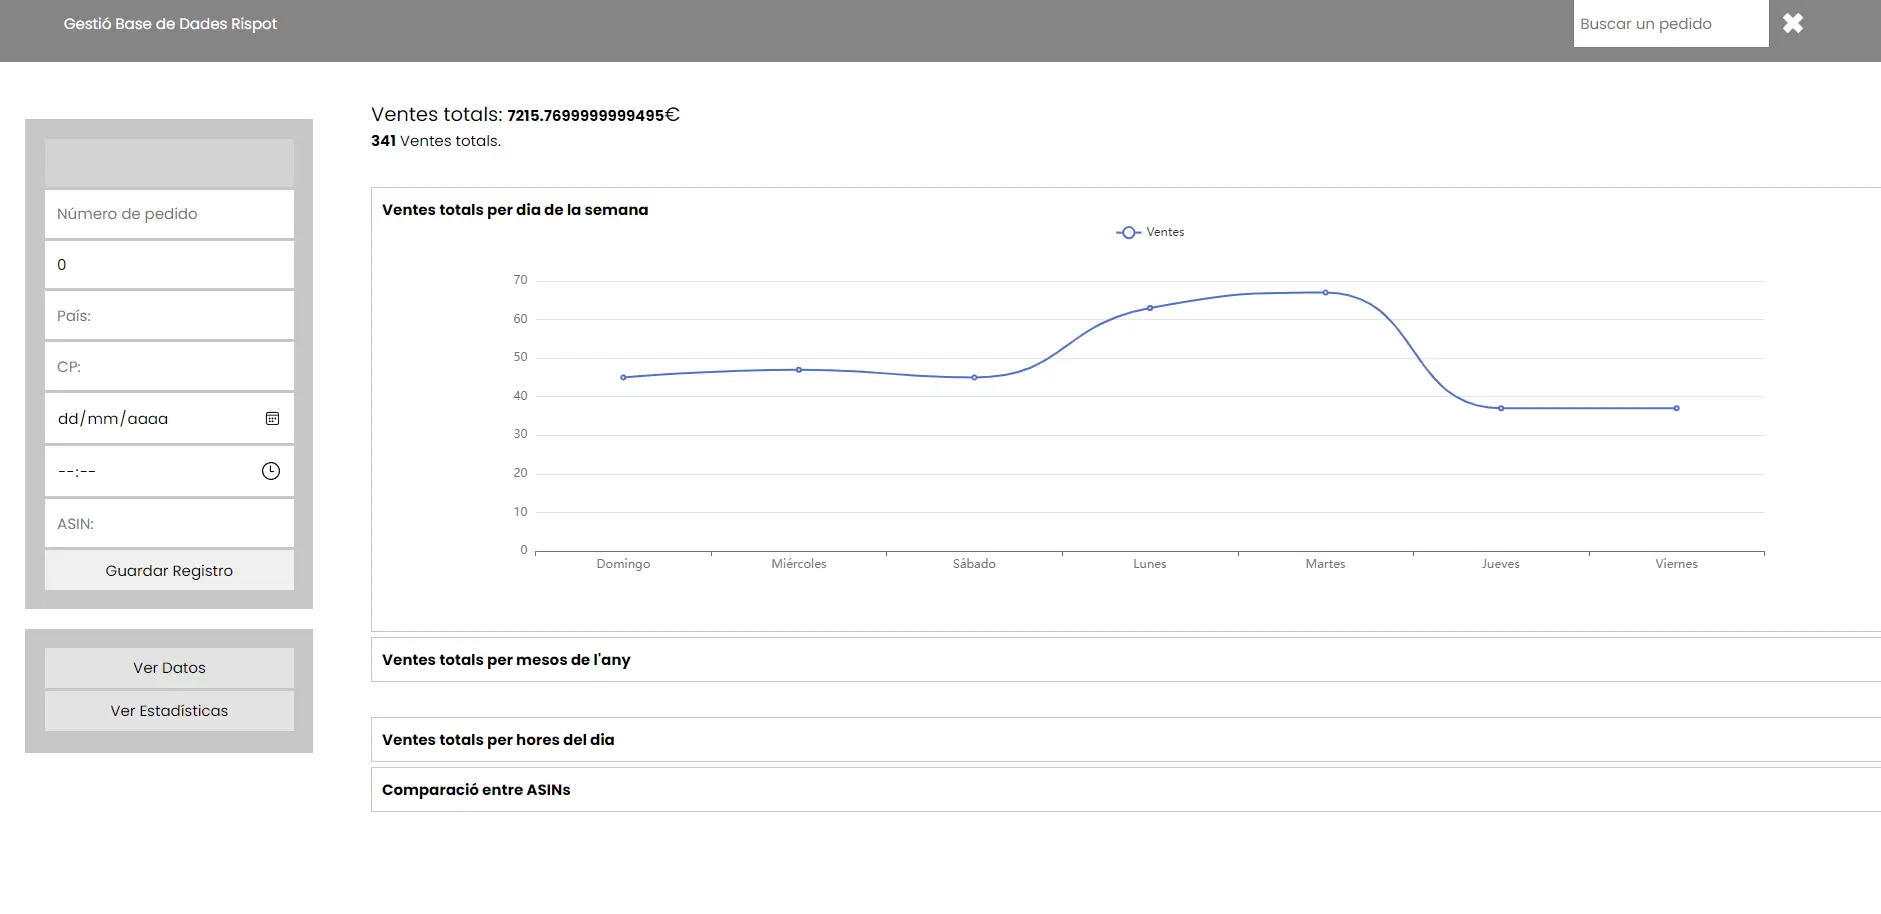 Gestió Base de Dades Rispot
Buscar un pedido
Ventes totals: 7215.7699999999495€
341 Ventes totals.
Número de pedido
0
País:
CP:
dd/mm/aaaa
--:--
ASIN:
Guardar Registro
Ver Datos
Ver Estadísticas
Ventes totals per dia de la semana
Ventes
70
60
50
40
30
20
10
0
Domingo Miércoles Sábado Lunes Martes Jueves Viernes
Ventes totals per mesos de l'any
Ventes totals per hores del dia
Comparació entre ASINs